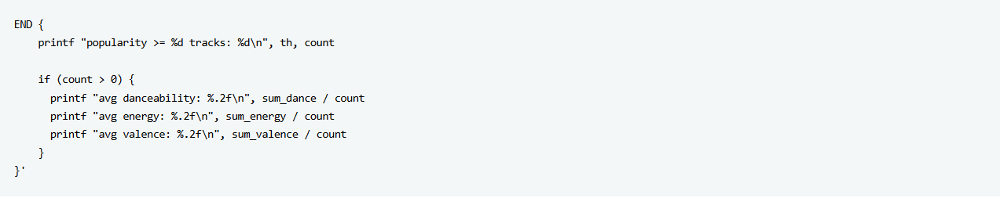 END {
    printf "popularity >= %d tracks: %d\n", th, count

    if (count > 0) {
      printf "avg danceability: %.2f\n", sum_dance / count
      printf "avg energy: %.2f\n", sum_energy / count
      printf "avg valence: %.2f\n", sum_valence / count
    }
}'